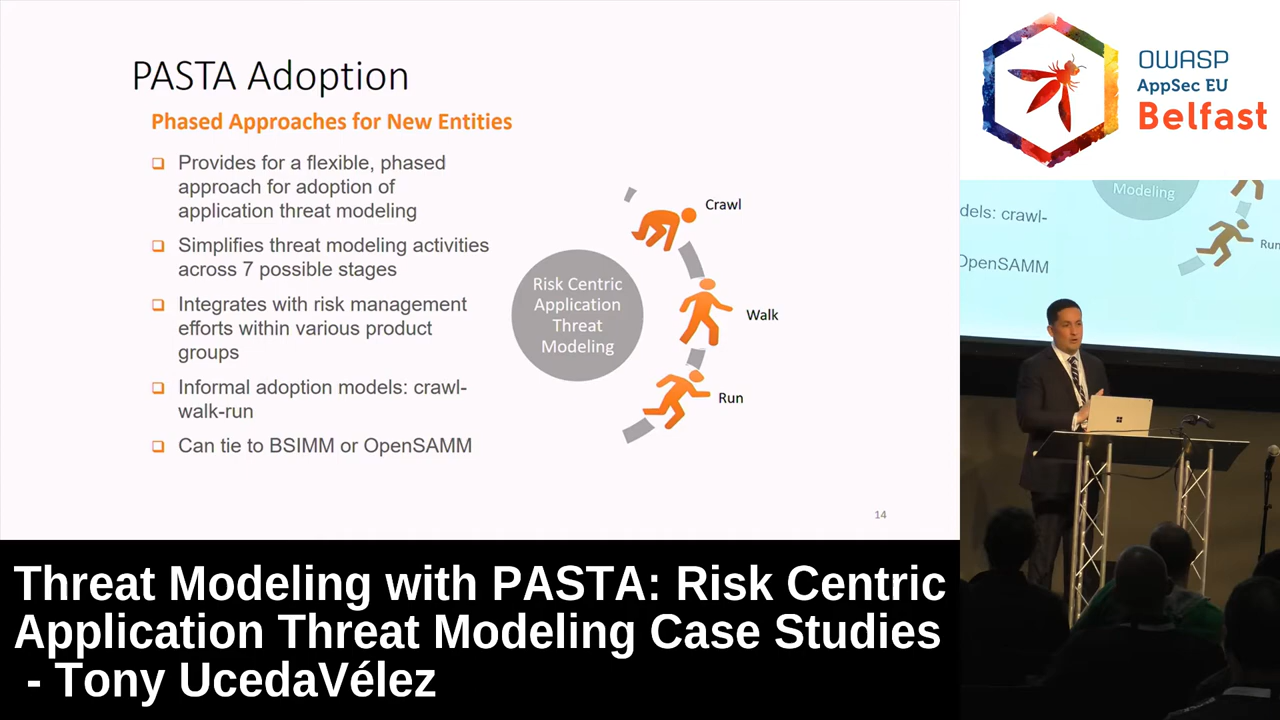 PASTA Adoption
Phased Approaches for New Entities
Provides for a flexible, phased
approach for adoption of
application threat modeling
Simplifies threat modeling activities
across 7 possible stages
Integrates with risk management
efforts within various product
groups
Informal adoption models: crawl-
walk-run
Can tie to BSIMM or OpenSAMM
Risk Centric
Application
Threat
Modeling
Crawl
Walk
Run
14
OWASP
AppSec EU
Belfast
Modeling
dels: crawl-
OpenSAMM
Run
Threat Modeling with PASTA: Risk Centric
Application Threat Modeling Case Studies
- Tony UcedaVélez